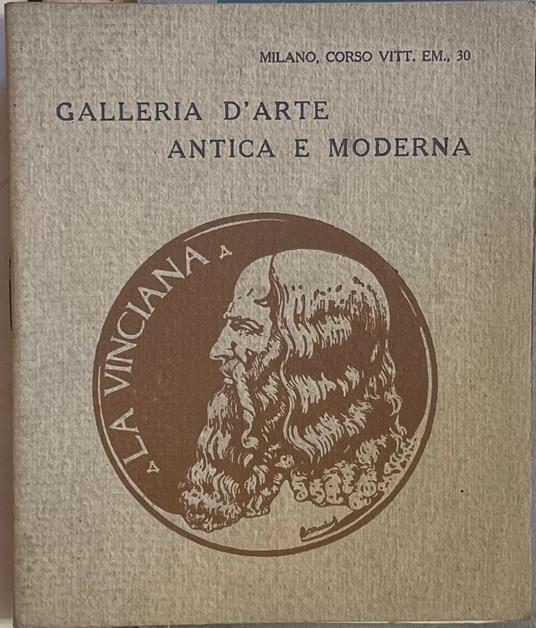 MILANO, CORSO VITT. EM., 30
GALLERIA D'ARTE
ANTICA E MODERNA
LA VINCIANA